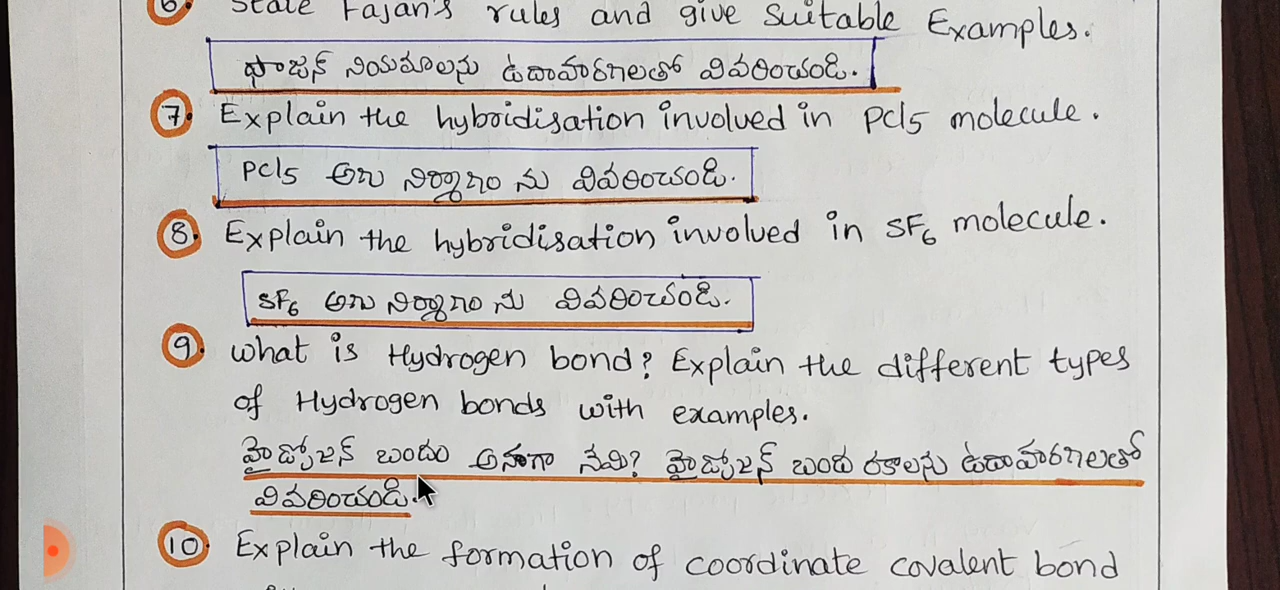 6. State Fajan's rules and give suitable Examples.
ఫాజన్ నియమాలను ఉదాహరణలతో వివరించండి.
7. Explain the hybridisation involved in PCl5 molecule.
PCl5 అణు నిర్మాణం ను వివరించండి.
8. Explain the hybridisation involved in SF6 molecule.
SF6 అణు నిర్మాణం ను వివరించండి.
9. What is Hydrogen bond? Explain the different types
of Hydrogen bonds with examples.
హైడ్రోజన్ బంధం అనగా నేమి? హైడ్రోజన్ బంధ రకాలను ఉదాహరణలతో
వివరించండి.
10. Explain the formation of coordinate covalent bond